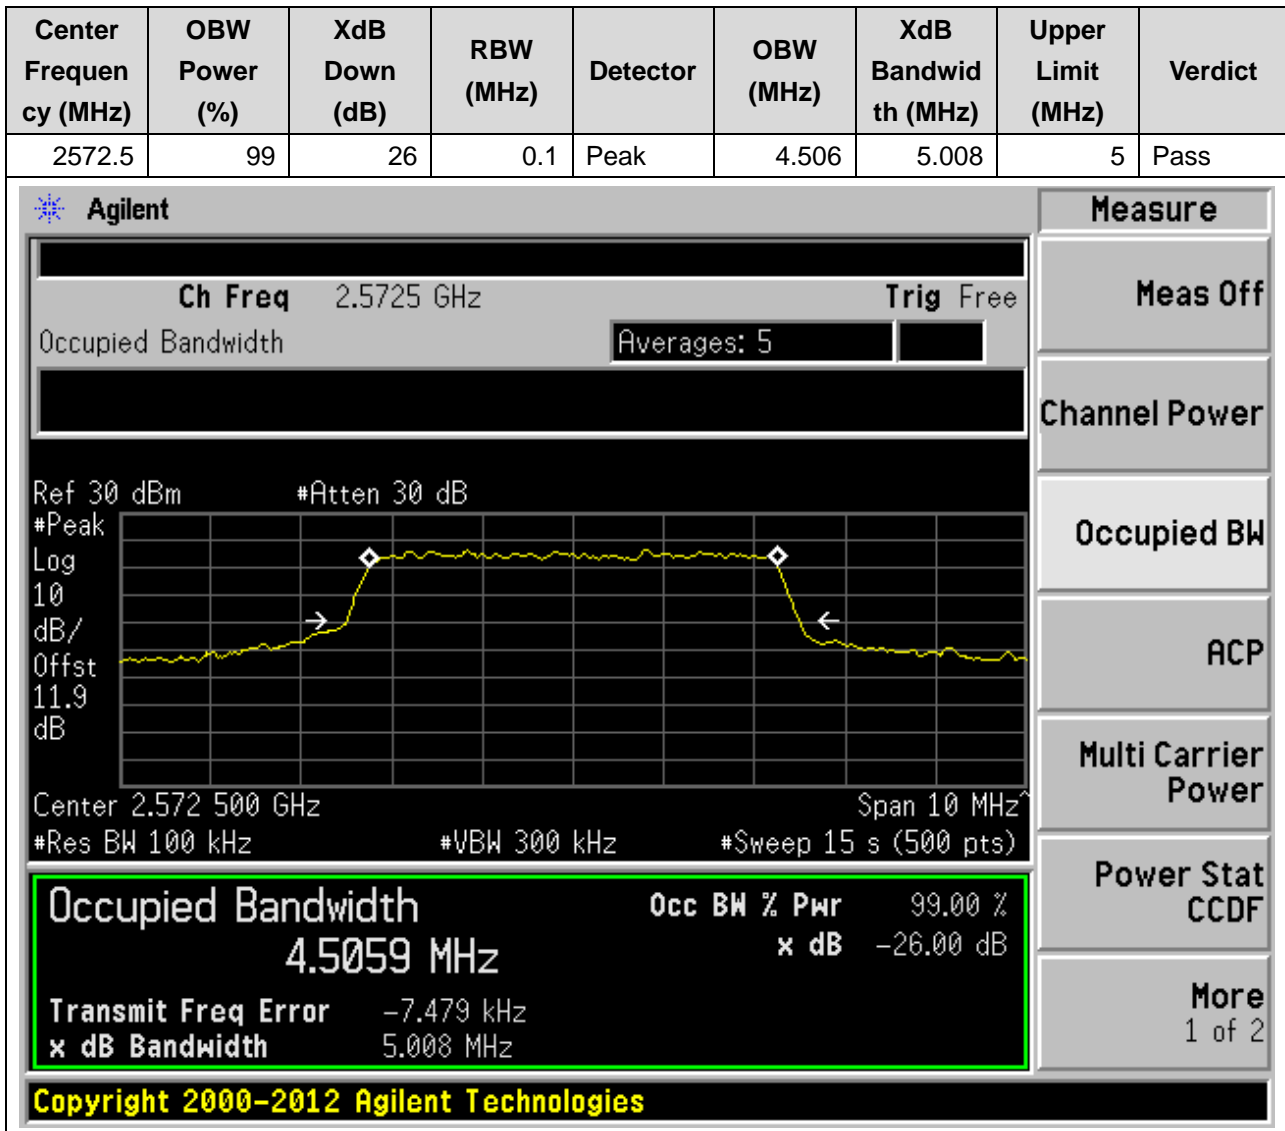 Center Frequen cy (MHz)	OBW Power (%)	XdB Down (dB)	RBW (MHz)	Detector	OBW (MHz)	XdB Bandwid th (MHz)	Upper Limit (MHz)	Verdict
2572.5	99	26	0.1	Peak	4.506	5.008	5	Pass
Agilent
Measure
Ch Freq 2.5725 GHz Trig Free
Meas Off
Occupied Bandwidth Averages: 5
Channel Power
Ref 30 dBm #Atten 30 dB
#Peak
Log
10
dB/
Offst
11.9
dB
Occupied BW
ACP
Multi Carrier
Power
Center 2.572 500 GHz Span 10 MHz^
#Res BW 100 kHz #VBW 300 kHz #Sweep 15 s (500 pts)
Power Stat
CCDF
Occupied Bandwidth Occ BW % Pwr 99.00 %
4.5059 MHz x dB -26.00 dB
Transmit Freq Error -7.479 kHz
x dB Bandwidth 5.008 MHz
More
1 of 2
Copyright 2000-2012 Agilent Technologies